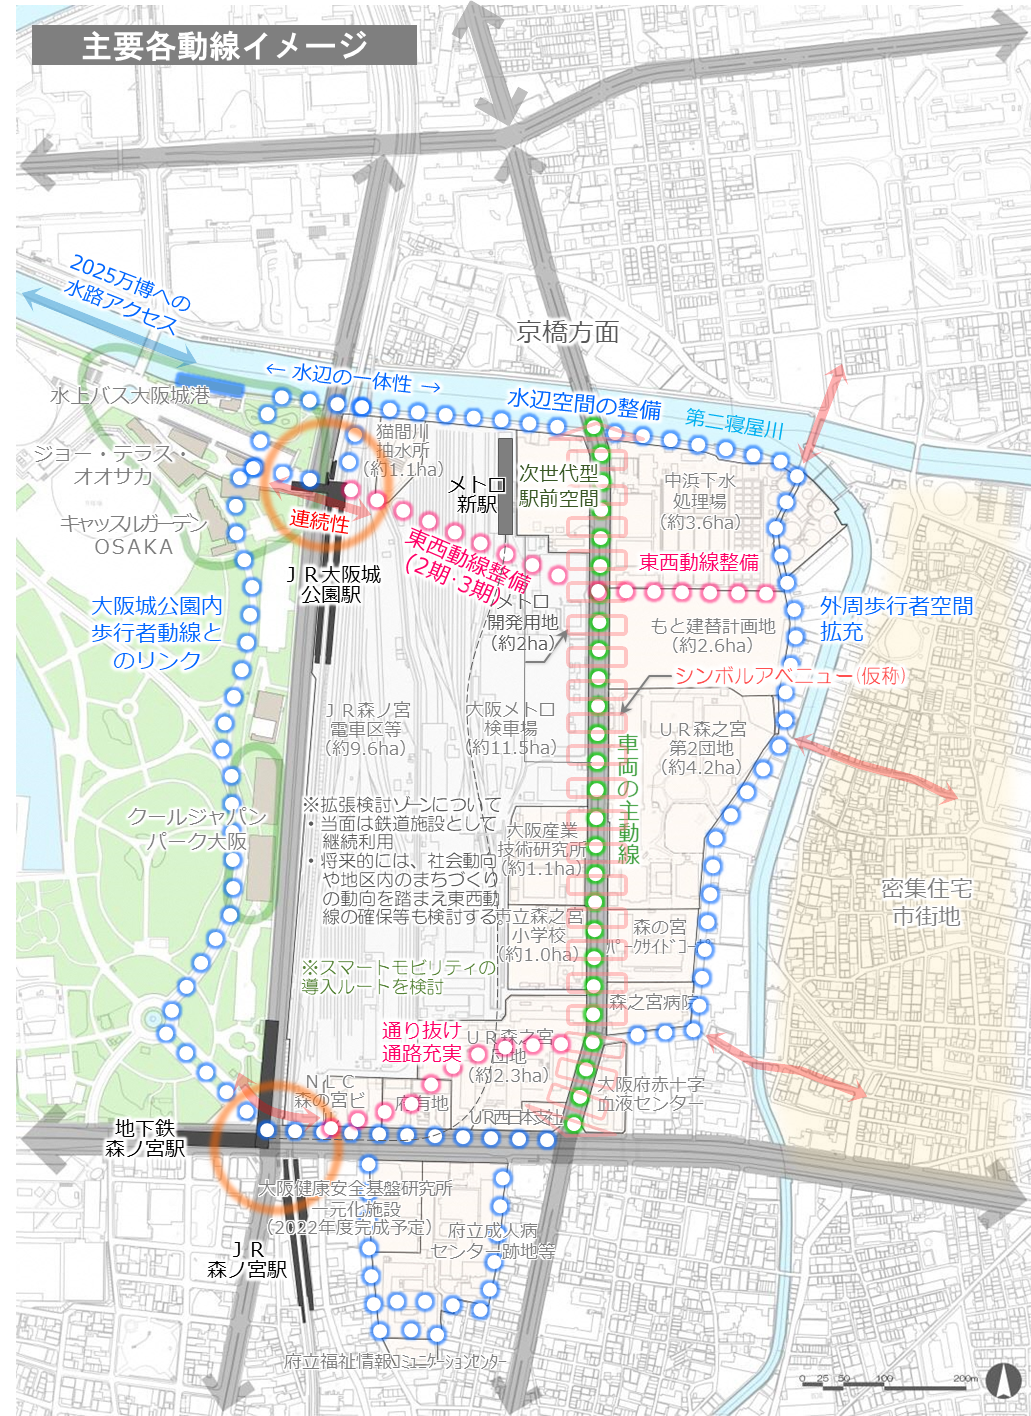 主要各動線イメージ
2025万博への
水路アクセス
京橋方面
← 水辺の一体性 →
水上バス大阪城港
水辺空間の整備
第二寝屋川
猫間川
抽水所
(約1.1ha)
ジョー・テラス・
オオサカ
メトロ
新駅
次世代型
駅前空間
中浜下水
処理場
(約3.6ha)
キャッスルガーデン
OSAKA
連続性
東西動線整備
(2期・3期)
東西動線整備
ＪＲ大阪城
公園駅
メトロ
開発用地
(約2ha)
大阪城公園内
歩行者動線と
のリンク
もと建替計画地
(約2.6ha)
外周歩行者空間
拡充
シンボルアベニュー(仮称)
ＪＲ森ノ宮
電車区等
(約9.6ha)
大阪メトロ
検車場
(約11.5ha)
車両の主動線
ＵＲ森之宮
第2団地
(約4.2ha)
クールジャパン
パーク大阪
※拡張検討ゾーンについて
・当面は鉄道施設として
継続利用
・将来的には、社会動向
や地区内のまちづくり
の動向を踏まえ東西動
線の確保等も検討する
大阪産業
技術研究所
(約1.1ha)
市立森之宮
小学校
(約1.0ha)
森の宮
パークサイドコーポ
密集住宅
市街地
※スマートモビリティの
導入ルートを検討
森之宮病院
通り抜け
通路充実
ＵＲ森之宮
団地
(約2.3ha)
ＮＬＣ
森の宮ビ
府有地
JR西日本支社
大阪府赤十字
血液センター
地下鉄
森ノ宮駅
大阪健康安全基盤研究所
一元化施設
(2022年度完成予定)
府立成人病
センター跡地等
ＪＲ
森ノ宮駅
府立福祉情報コミュニケーションセンター
0 25 50 100 200m